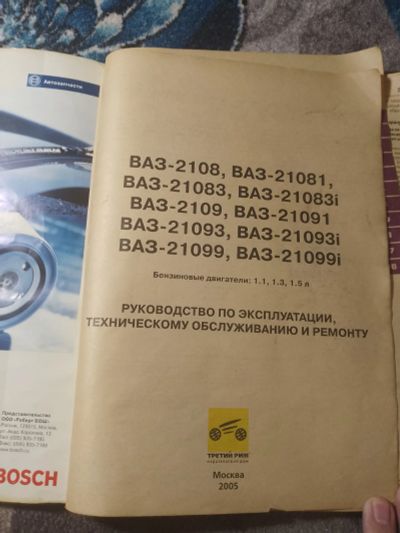 Автозапчасти
ВАЗ-2108, ВАЗ-21081,
ВАЗ-21083, ВАЗ-21083i
ВАЗ-2109, ВАЗ-21091
ВАЗ-21093, ВАЗ-21093i
ВАЗ-21099, ВАЗ-21099i
Бензиновые двигатели: 1.1, 1.3, 1.5 л
РУКОВОДСТВО ПО ЭКСПЛУАТАЦИИ,
ТЕХНИЧЕСКОМУ ОБСЛУЖИВАНИЮ И РЕМОНТУ
ТРЕТИЙ РИМ
Москва
2005
Представительство
BOSCH